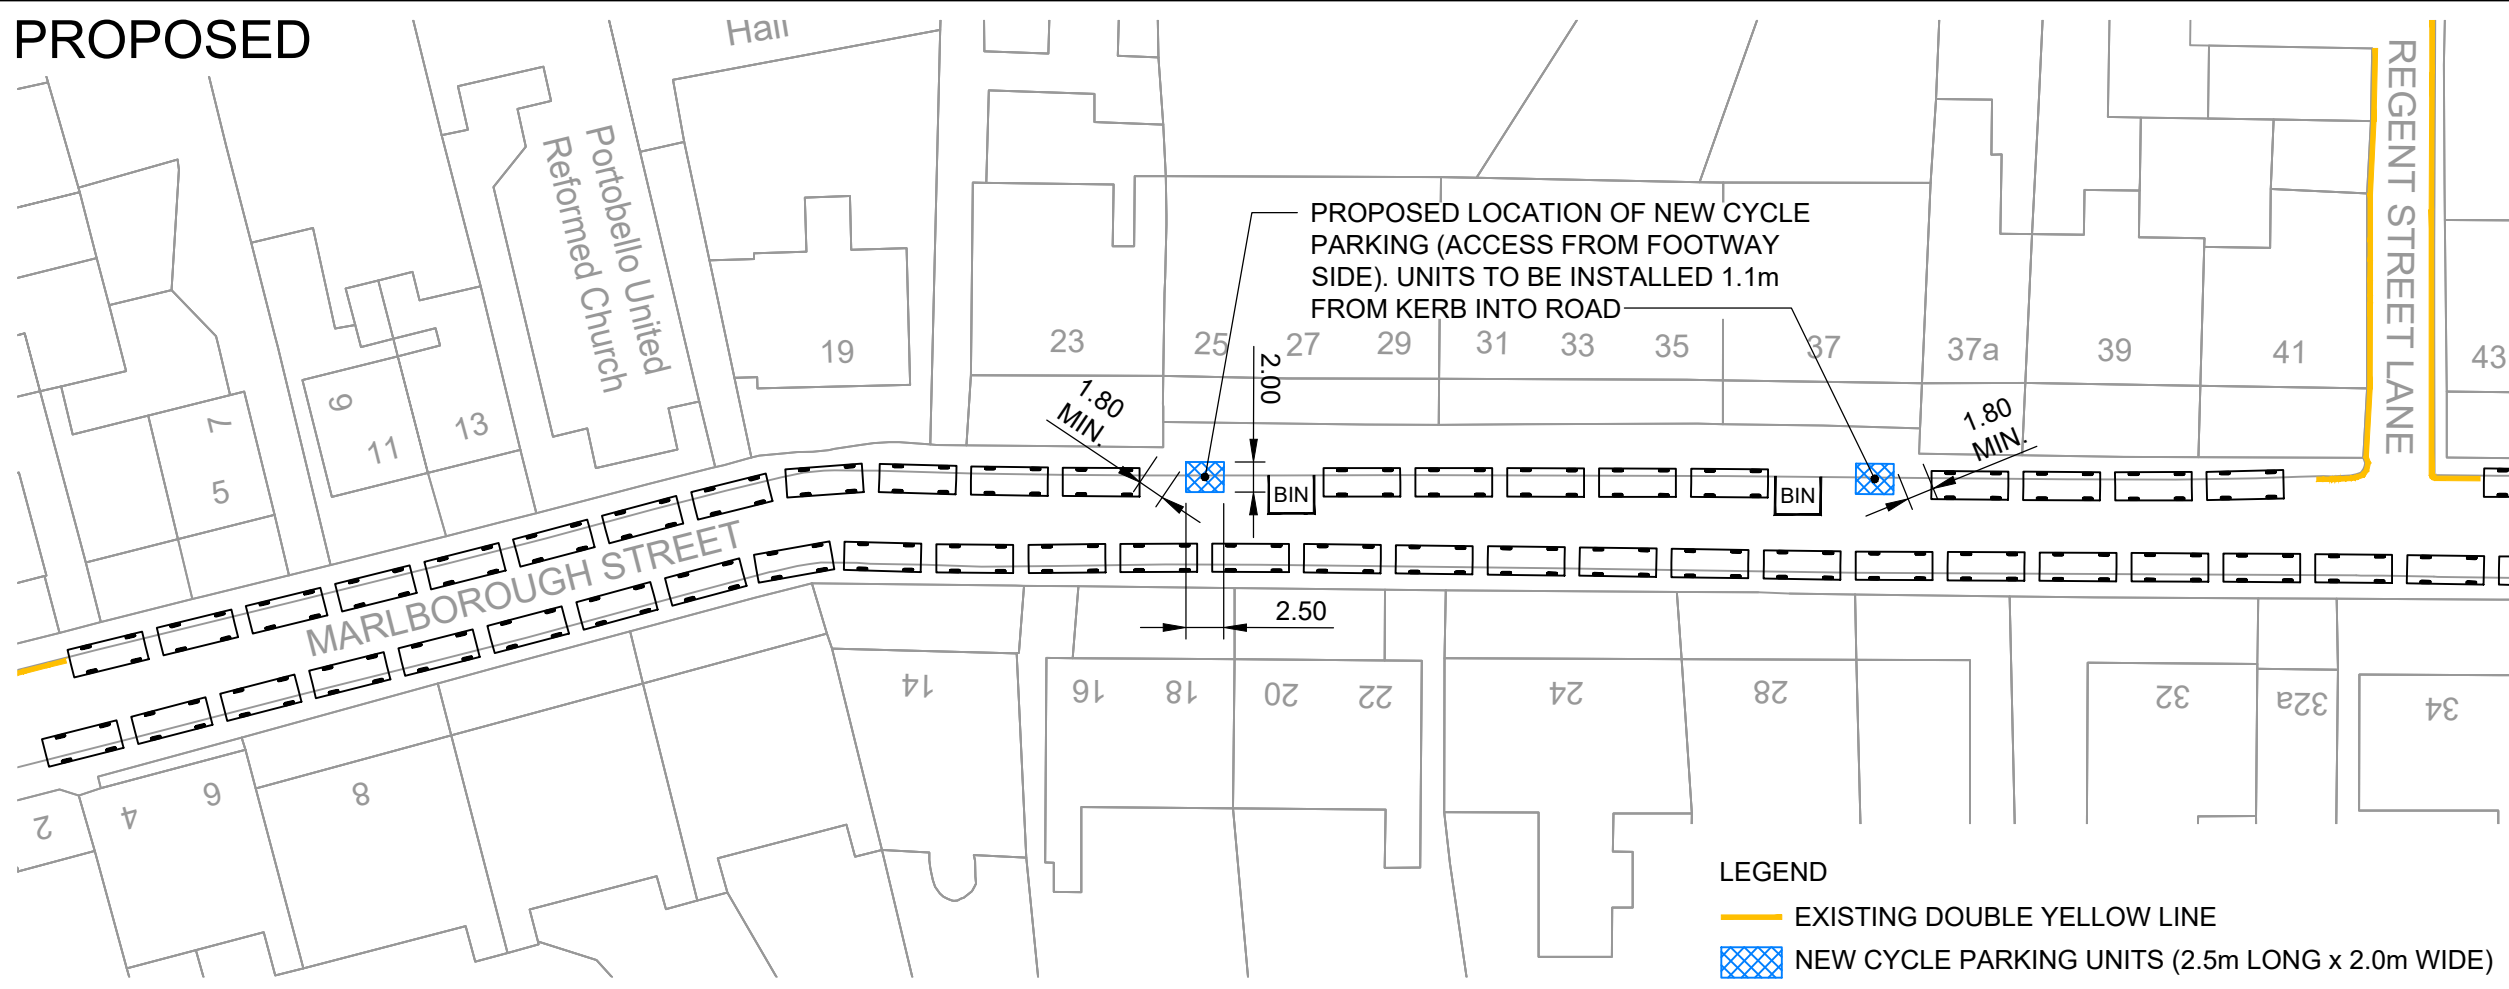 PROPOSED
Hall
REGENT STREET LANE
Portobello United
Reformed Church
PROPOSED LOCATION OF NEW CYCLE
PARKING (ACCESS FROM FOOTWAY
SIDE). UNITS TO BE INSTALLED 1.1m
FROM KERB INTO ROAD
19
23
25
27
29
31
33
35
37
37a
39
41
43
2.00
1.80
MIN.
1.80
MIN.
7
9
13
11
5
BIN
BIN
MARLBOROUGH STREET
2.50
14
16
18
20
22
24
28
32
32a
34
2
4
6
8
LEGEND
EXISTING DOUBLE YELLOW LINE
NEW CYCLE PARKING UNITS (2.5m LONG x 2.0m WIDE)